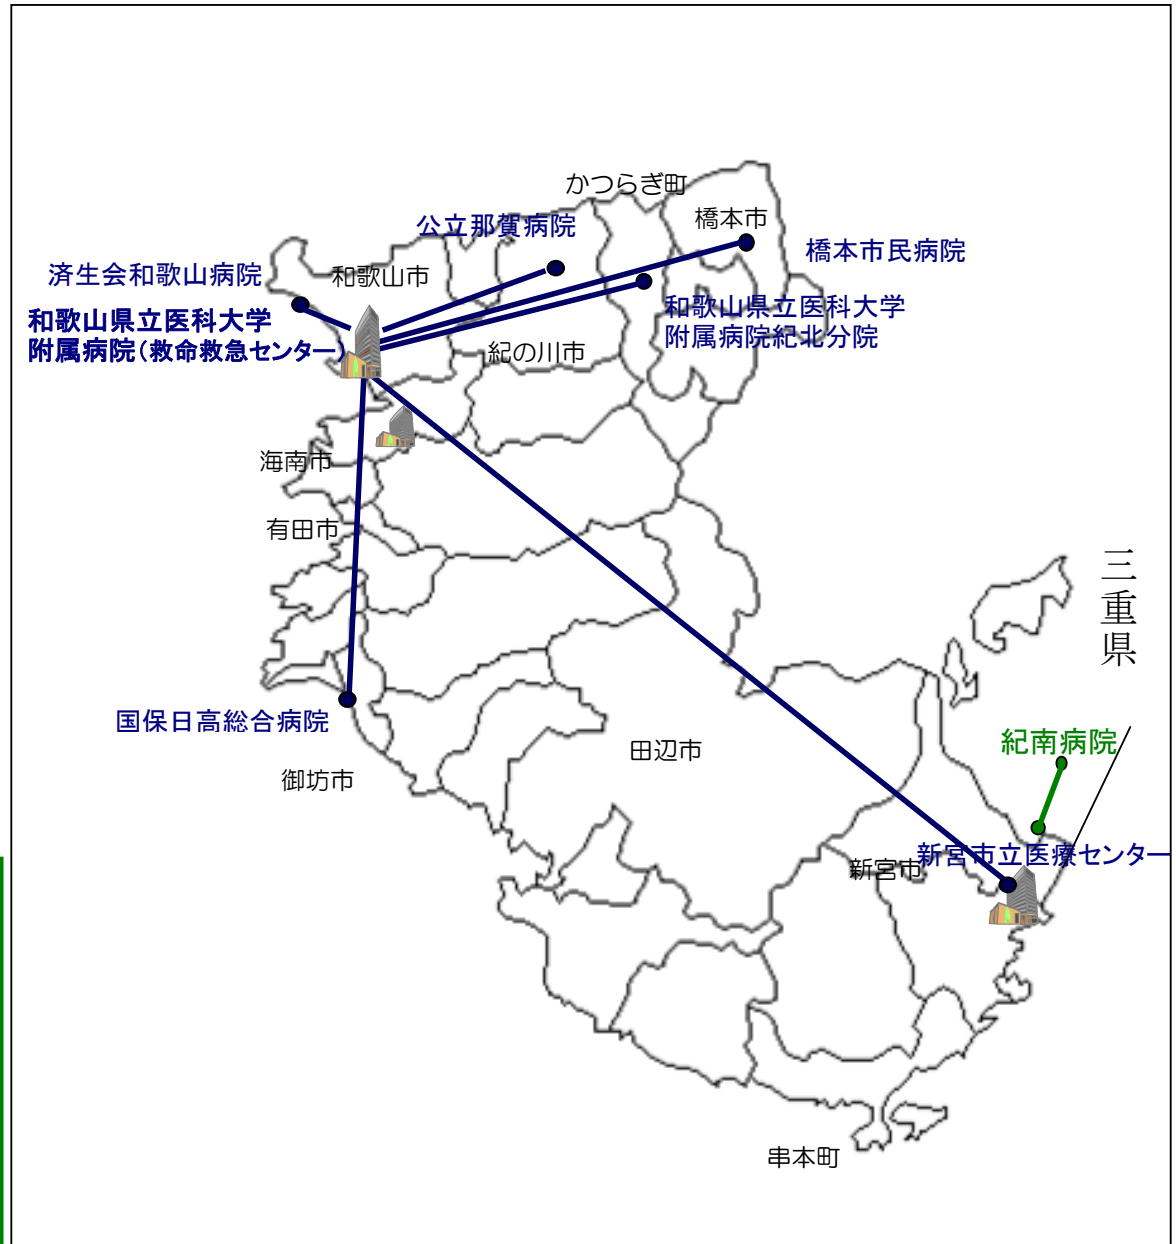 かつらぎ町
橋本市
公立那賀病院
橋本市民病院
済生会和歌山病院
和歌山市
和歌山県立医科大学
附属病院(救命救急センター)
和歌山県立医科大学
附属病院紀北分院
紀の川市
海南市
有田市
三重県
国保日高総合病院
御坊市
田辺市
紀南病院
新宮市立医療センター
新宮市
串本町